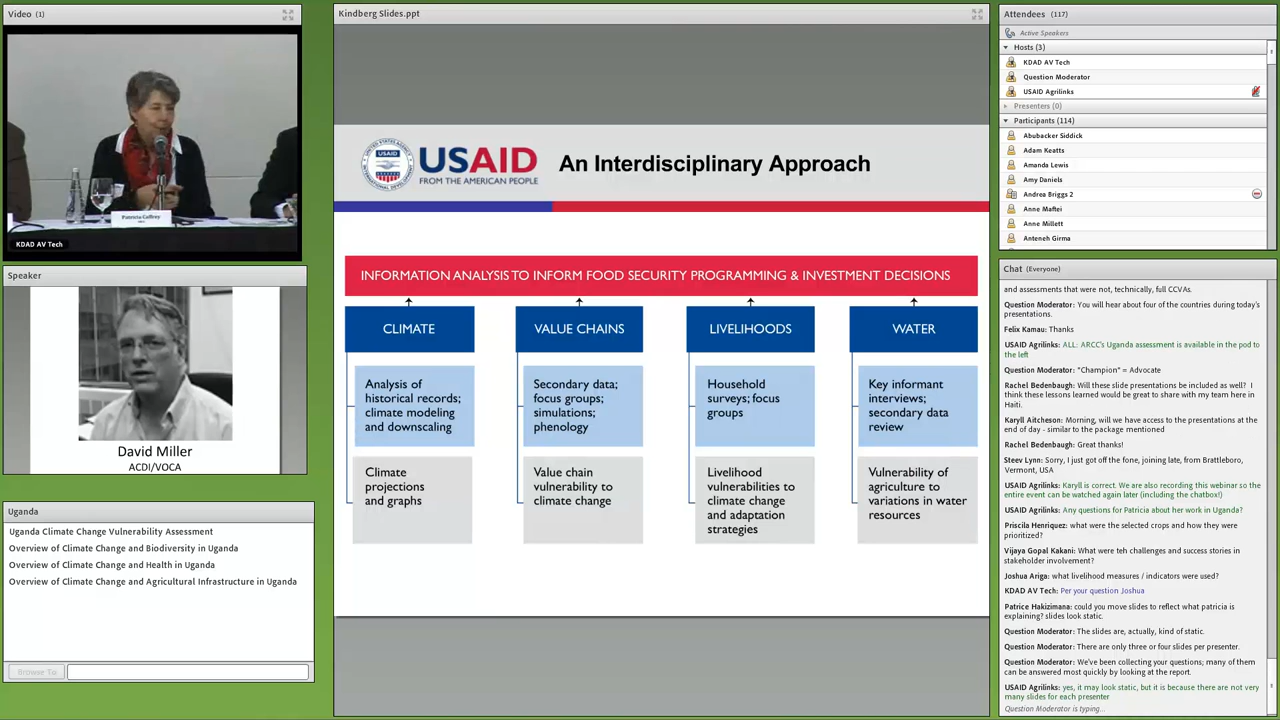 Video (1)
Patricia Caffrey
KDAD AV Tech
Speaker
David Miller
ACDI/VOCA
Uganda
Uganda Climate Change Vulnerability Assessment
Overview of Climate Change and Biodiversity in Uganda
Overview of Climate Change and Health in Uganda
Overview of Climate Change and Agricultural Infrastructure in Uganda
Browse To
Kindberg Slides.ppt
USAID
FROM THE AMERICAN PEOPLE
An Interdisciplinary Approach
INFORMATION ANALYSIS TO INFORM FOOD SECURITY PROGRAMMING & INVESTMENT DECISIONS
CLIMATE
Analysis of
historical records;
climate modeling
and downscaling
Climate
projections
and graphs
VALUE CHAINS
Secondary data;
focus groups;
simulations;
phenology
Value chain
vulnerability to
climate change
LIVELIHOODS
Household
surveys; focus
groups
Livelihood
vulnerabilities to
climate change
and adaptation
strategies
WATER
Key informant
interviews;
secondary data
review
Vulnerability of
agriculture to
variations in water
resources
Attendees (117)
Active Speakers
Hosts (3)
KDAD AV Tech
Question Moderator
USAID Agrilinks
Presenters (0)
Participants (114)
Abubacker Siddick
Adam Keatts
Amanda Lewis
Amy Daniels
Andrea Briggs 2
Anne Maftei
Anne Millett
Anteneh Girma
Chat (Everyone)
and assessments that were not, technically, full CCVAs.
Question Moderator: You will hear about four of the countries during today's
presentations.
Felix Kamau: Thanks
USAID Agrilinks: ALL: ARCC's Uganda assessment is available in the pod to
the left
Question Moderator: "Champion" = Advocate
Rachel Bedenbaugh: Will these slide presentations be included as well? I
think these lessons learned would be great to share with my team here in
Haiti.
Karyll Aitcheson: Morning, will we have access to the presentations at the
end of day - similar to the package mentioned
Rachel Bedenbaugh: Great thanks!
Steev Lynn: Sorry, I just got off the fone, joining late, from Brattleboro,
Vermont, USA
USAID Agrilinks: Karyll is correct. We are also recording this webinar so the
entire event can be watched again later (including the chatbox!)
USAID Agrilinks: Any questions for Patricia about her work in Uganda?
Priscila Henriquez: what were the selected crops and how they were
prioritized?
Vijaya Gopal Kakani: What were teh challenges and success stories in
stakeholder involvement?
Joshua Ariga: what livelihood measures / indicators were used?
KDAD AV Tech: Per your question Joshua
Patrice Hakizimana: could you move slides to reflect what patricia is
explaining? slides look static.
Question Moderator: The slides are, actually, kind of static.
Question Moderator: There are only three or four slides per presenter.
Question Moderator: We've been collecting your questions; many of them
can be answered most quickly by looking at the report.
USAID Agrilinks: yes, it may look static, but it is because there are not very
many slides for each presenter
Question Moderator is typing...